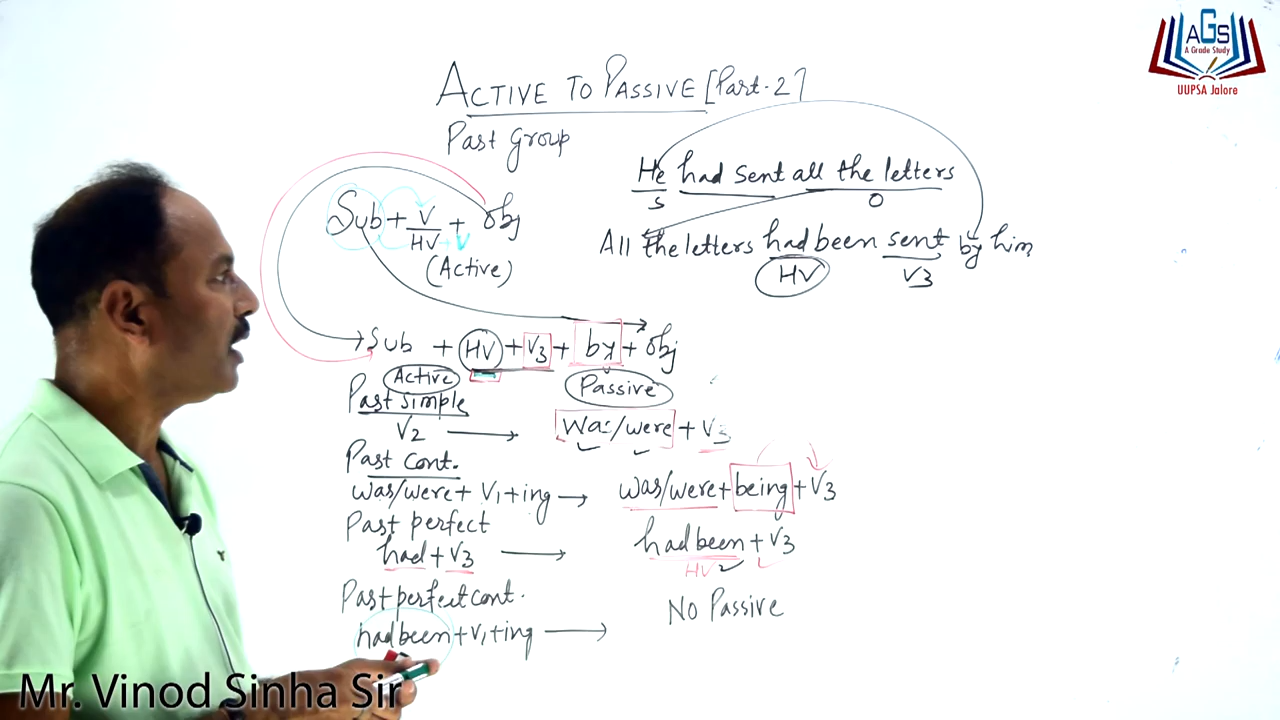 ACTIVE TO PASSIVE [Part-2]
Past Group
He had sent all the letters
S O
All the letters had been sent by him
HV V3
Sub + V/HV + V + Obj
(Active)
Sub + HV + V3 + by + Obj
Active Passive
Past simple
V2 → was/were + V3
Past Cont.
was/were + V1 + ing → was/were + being + V3
Past perfect
had + V3 → had been + V3
HV
Past perfect cont.
had been + V1 + ing → No Passive
AGS
A Grade Study
UUPSA Jalore
Mr. Vinod Sinha Sir